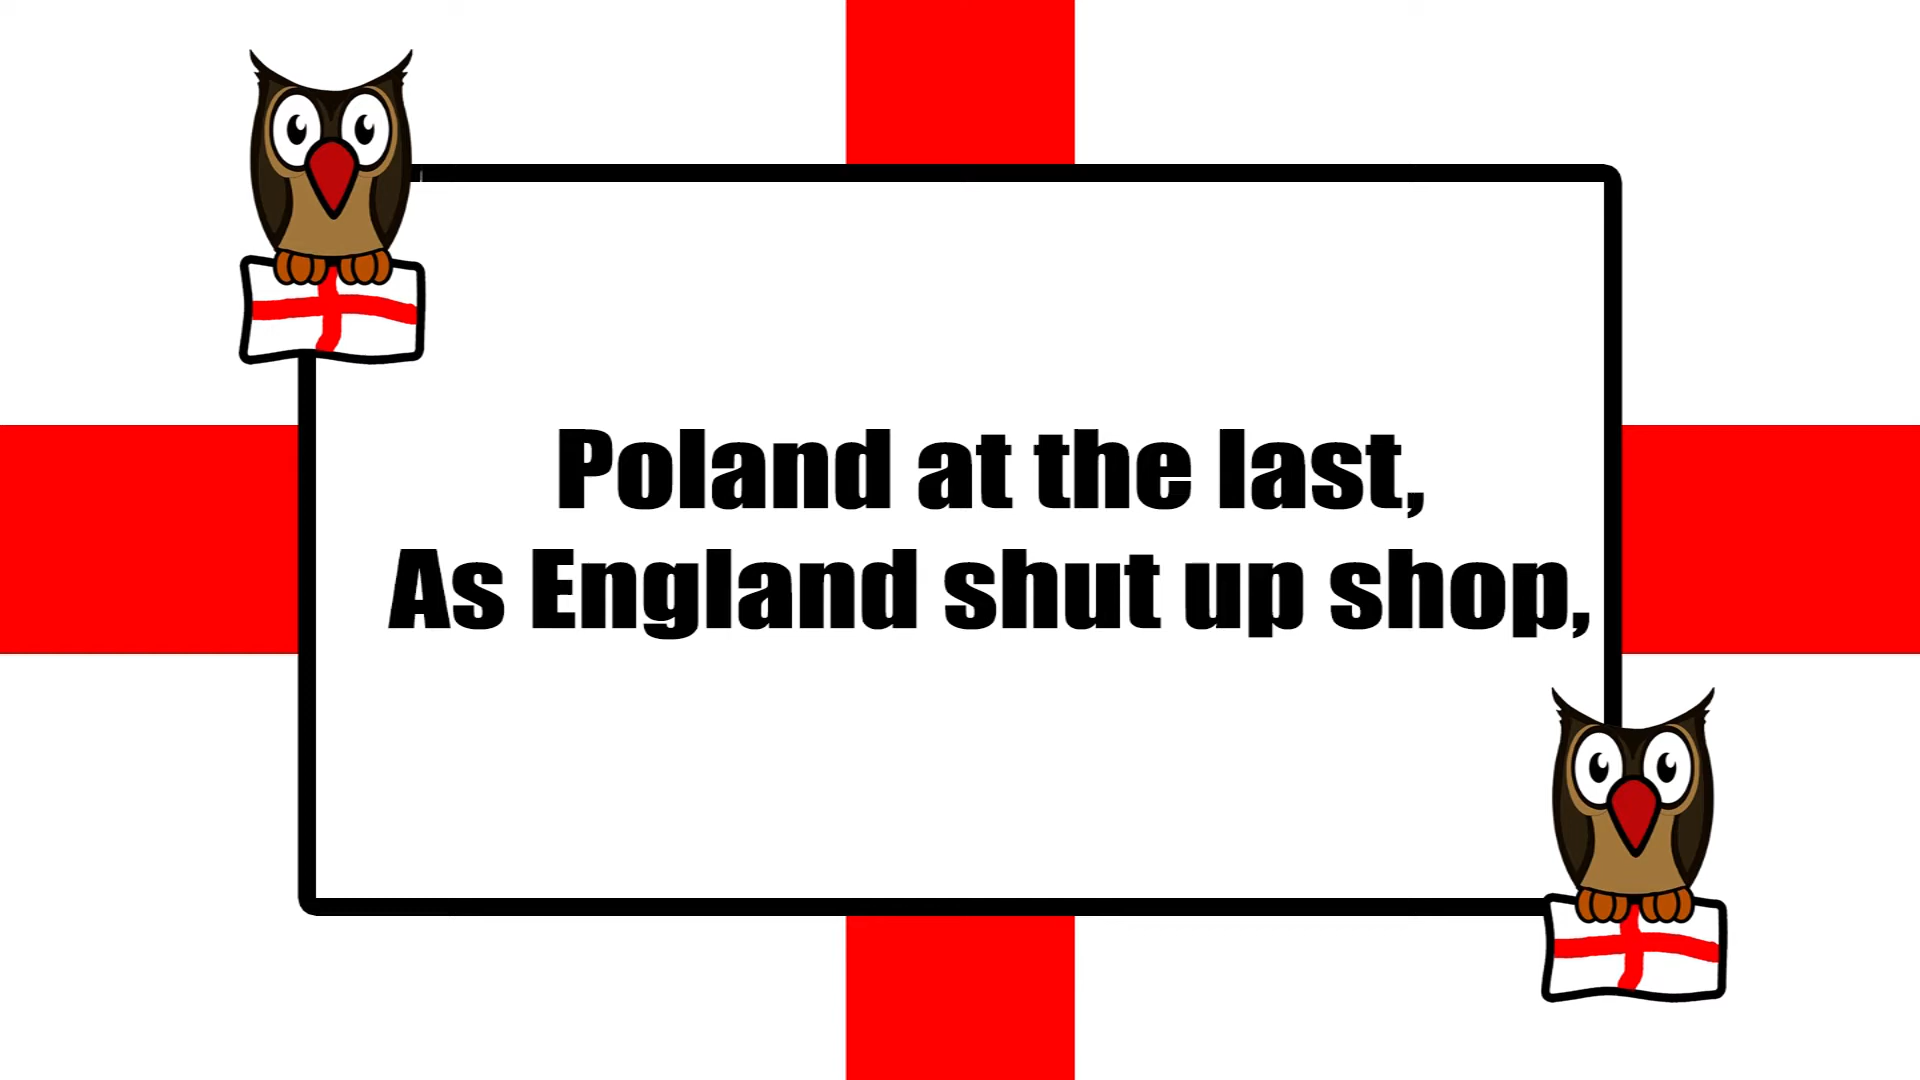 Poland at the last,
As England shut up shop,